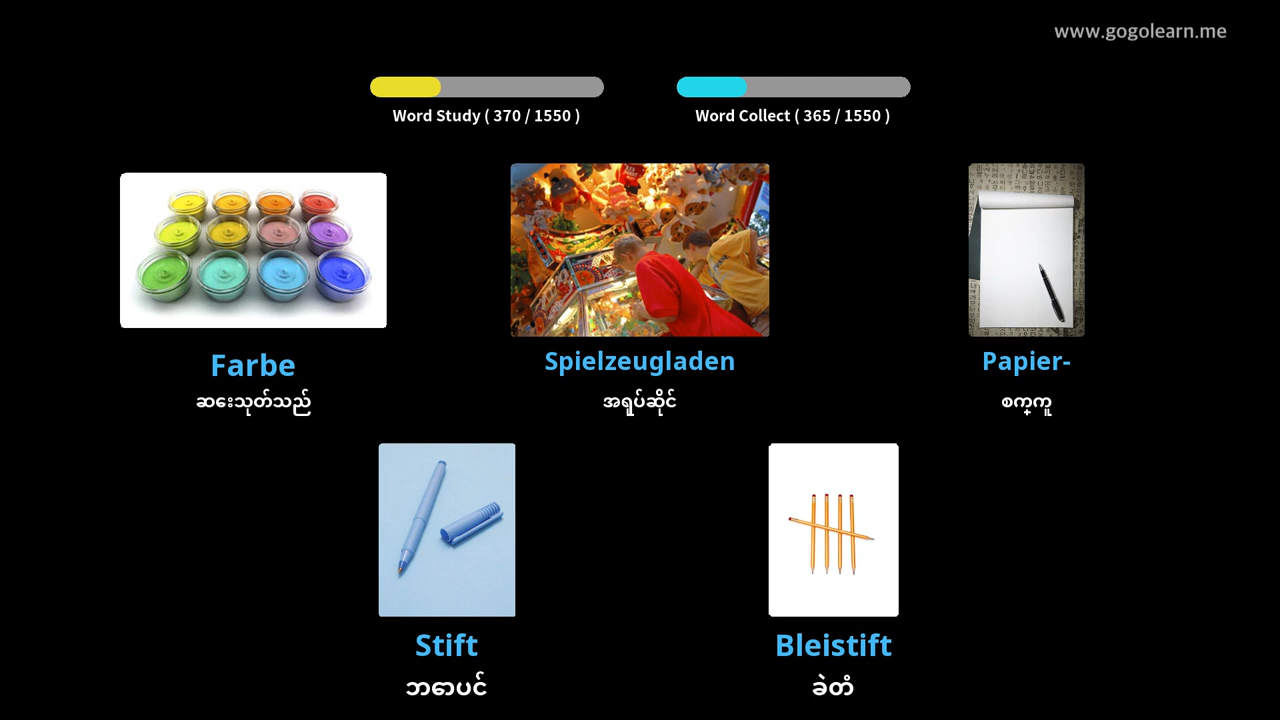 www.gogolearn.me
Word Study ( 370 / 1550 )
Word Collect ( 365 / 1550 )
Farbe
ဆေးသုတ်သည်
Spielzeugladen
အရုပ်ဆိုင်
Papier-
စက္ကူ
Stift
ဘောပင်
Bleistift
ခဲတံ